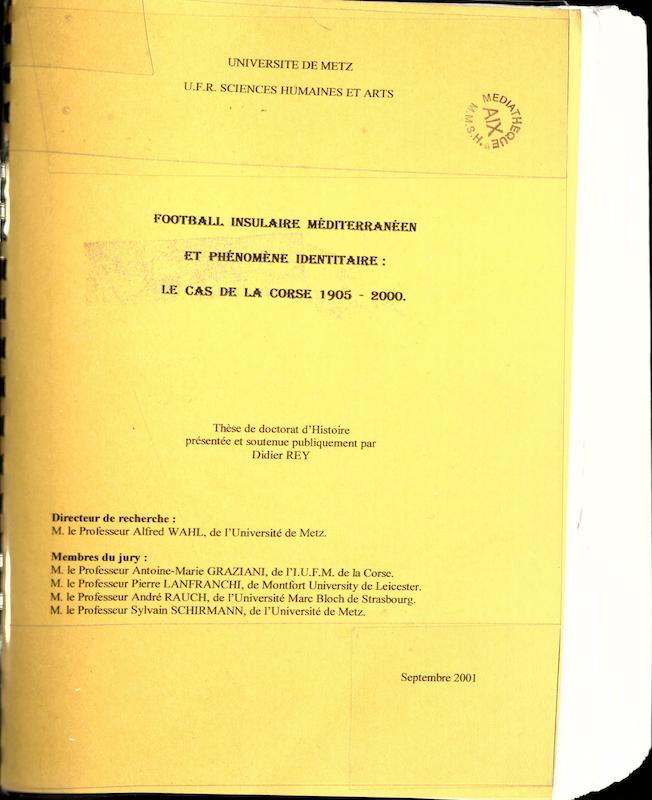 UNIVERSITE DE METZ
U.F.R. SCIENCES HUMAINES ET ARTS
MEDIATHEQUE
AIX
M.M.S.H.
FOOTBALL INSULAIRE MÉDITERRANÉEN
ET PHÉNOMÈNE IDENTITAIRE :
LE CAS DE LA CORSE 1905 - 2000.
Thèse de doctorat d'Histoire
présentée et soutenue publiquement par
Didier REY
Directeur de recherche :
M. le Professeur Alfred WAHL, de l'Université de Metz.
Membres du jury :
M. le Professeur Antoine-Marie GRAZIANI, de l'I.U.F.M. de la Corse.
M. le Professeur Pierre LANFRANCHI, de Montfort University de Leicester.
M. le Professeur André RAUCH, de l'Université Marc Bloch de Strasbourg.
M. le Professeur Sylvain SCHIRMANN, de l'Université de Metz.
Septembre 2001